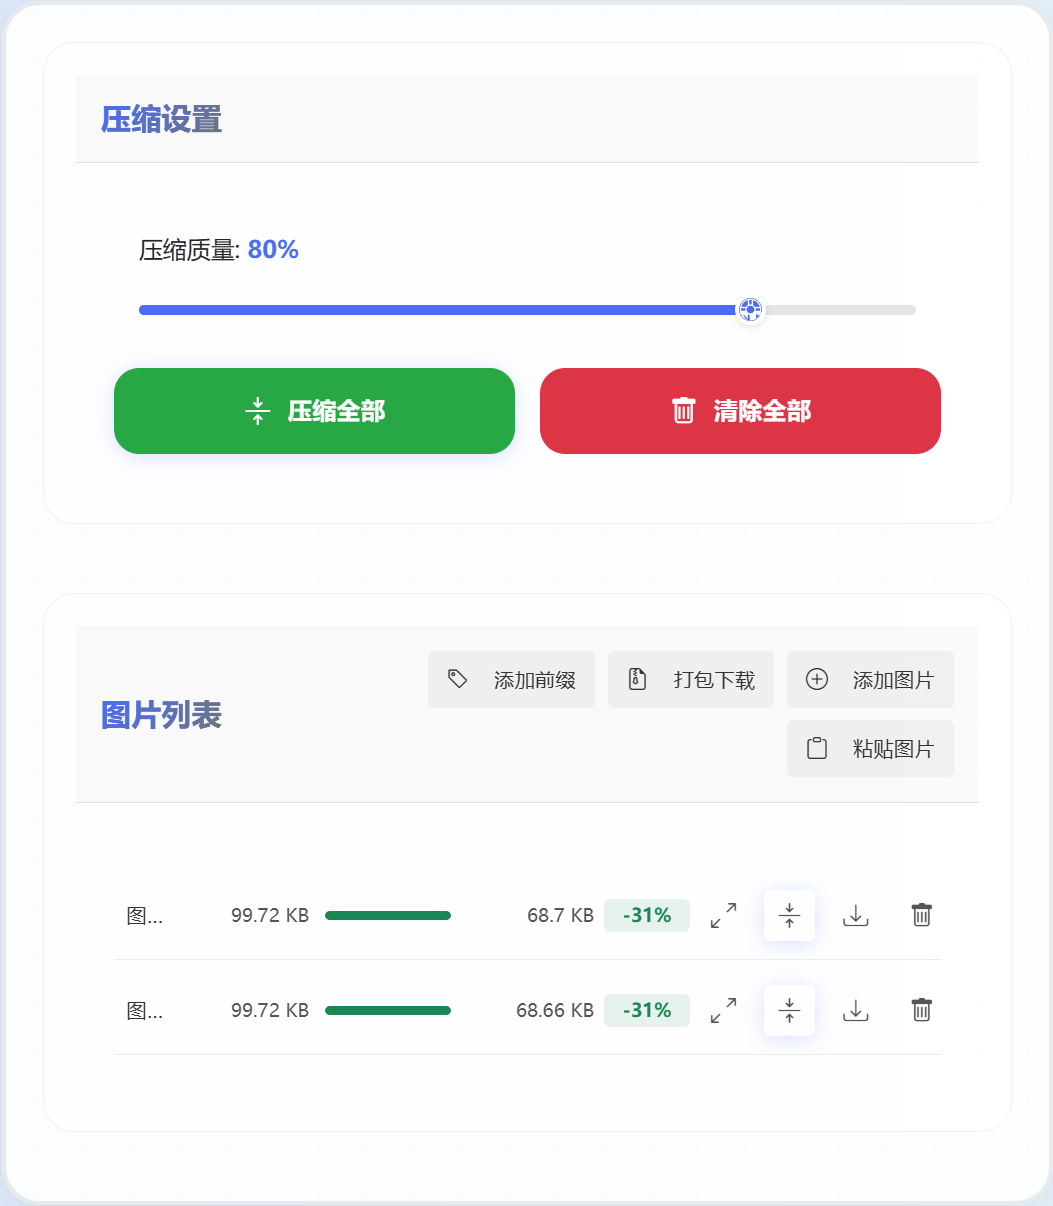 压缩设置
压缩质量: 80%
压缩全部 清除全部
图片列表
添加前缀 打包下载 添加图片
粘贴图片
图... 99.72 KB 68.7 KB -31%
图... 99.72 KB 68.66 KB -31%